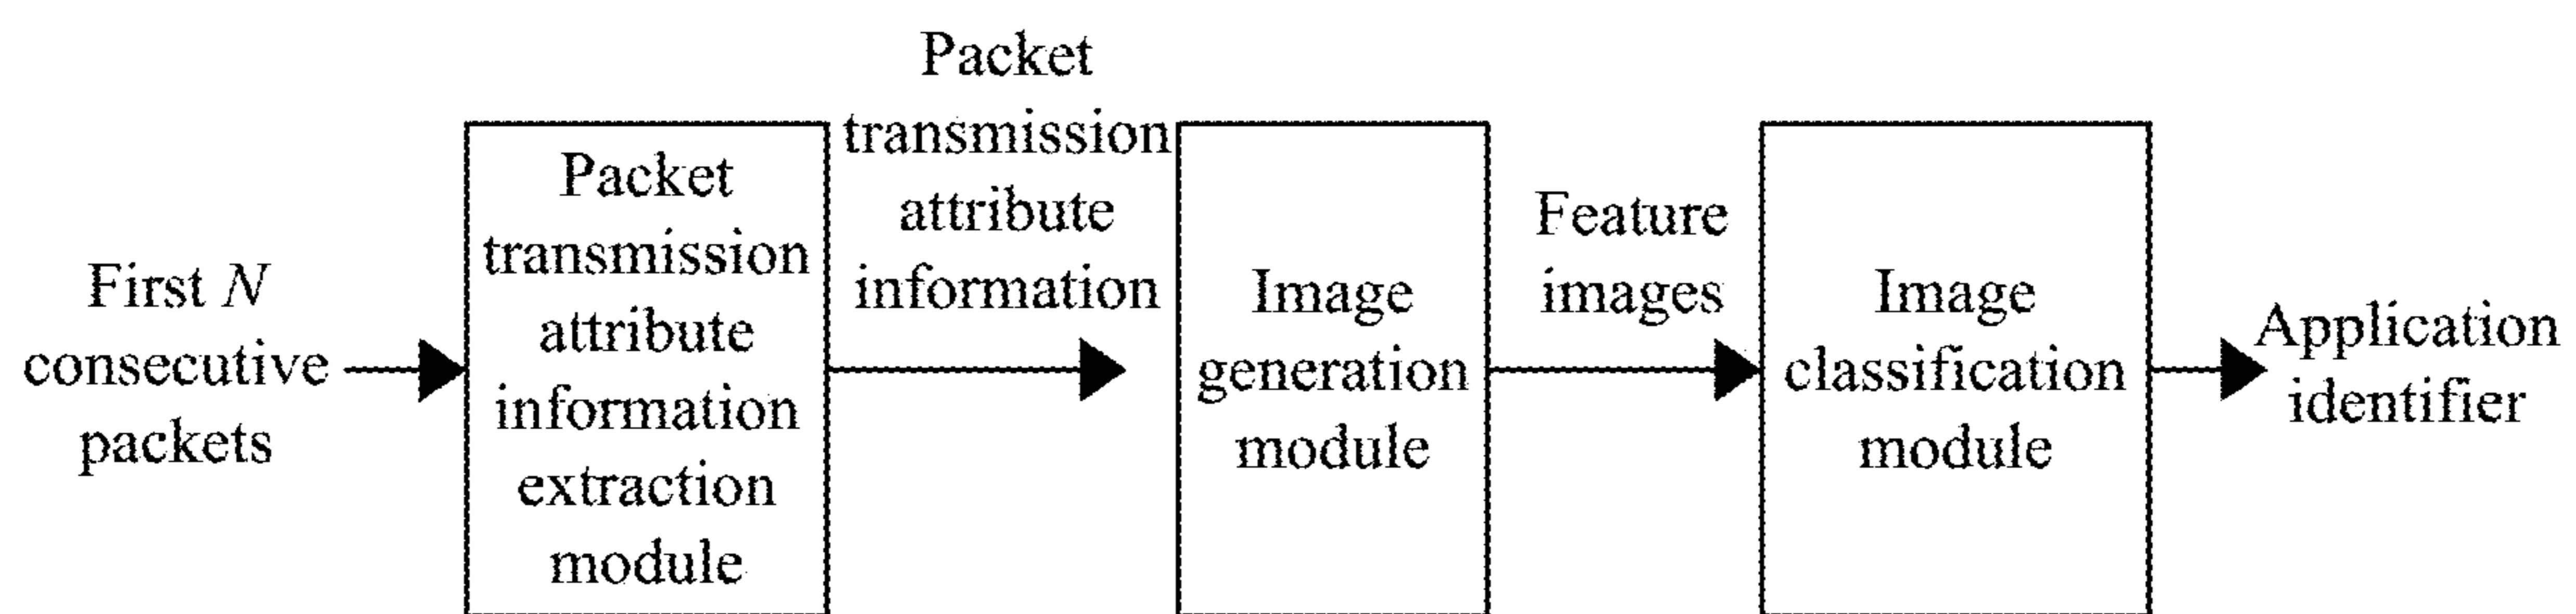 First N
consecutive
packets
Packet
transmission
attribute
information
extraction
module
Packet
transmission
attribute
information
Image
generation
module
Feature
images
Image
classification
module
Application
identifier